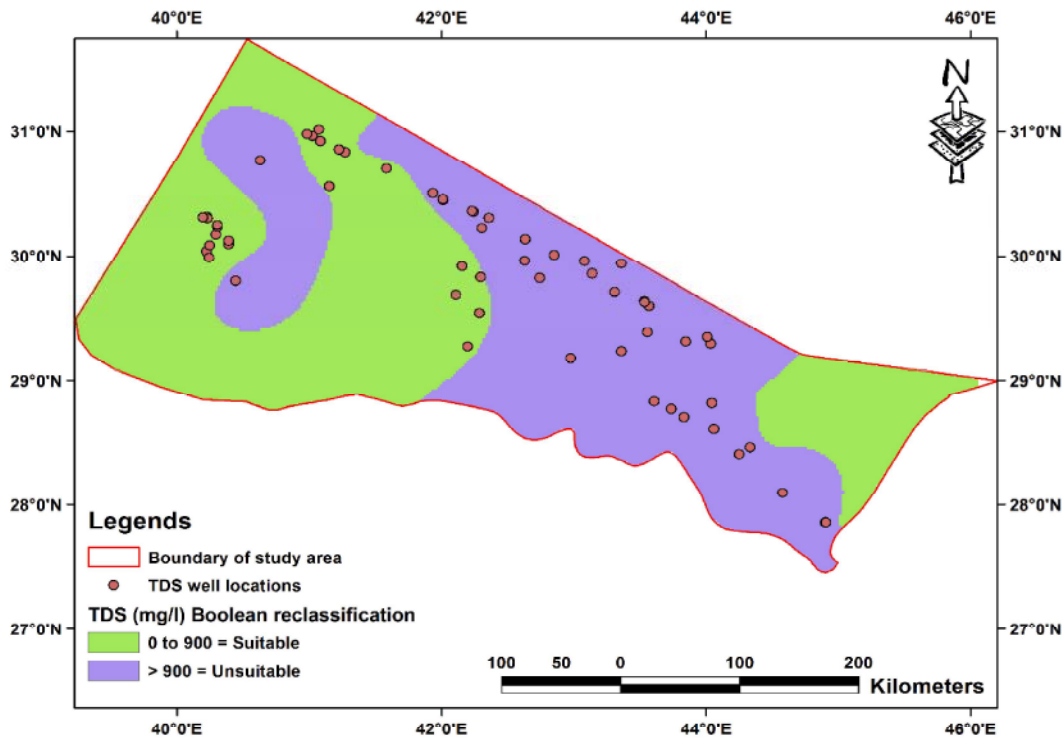 40°0'E 42°0'E 44°0'E 46°0'E
N
31°0'N 31°0'N
30°0'N 30°0'N
29°0'N 29°0'N
28°0'N 28°0'N
27°0'N 27°0'N
Legends
Boundary of study area
TDS well locations
TDS (mg/l) Boolean reclassification
0 to 900 = Suitable
> 900 = Unsuitable
100 50 0 100 200
Kilometers
40°0'E 42°0'E 44°0'E 46°0'E